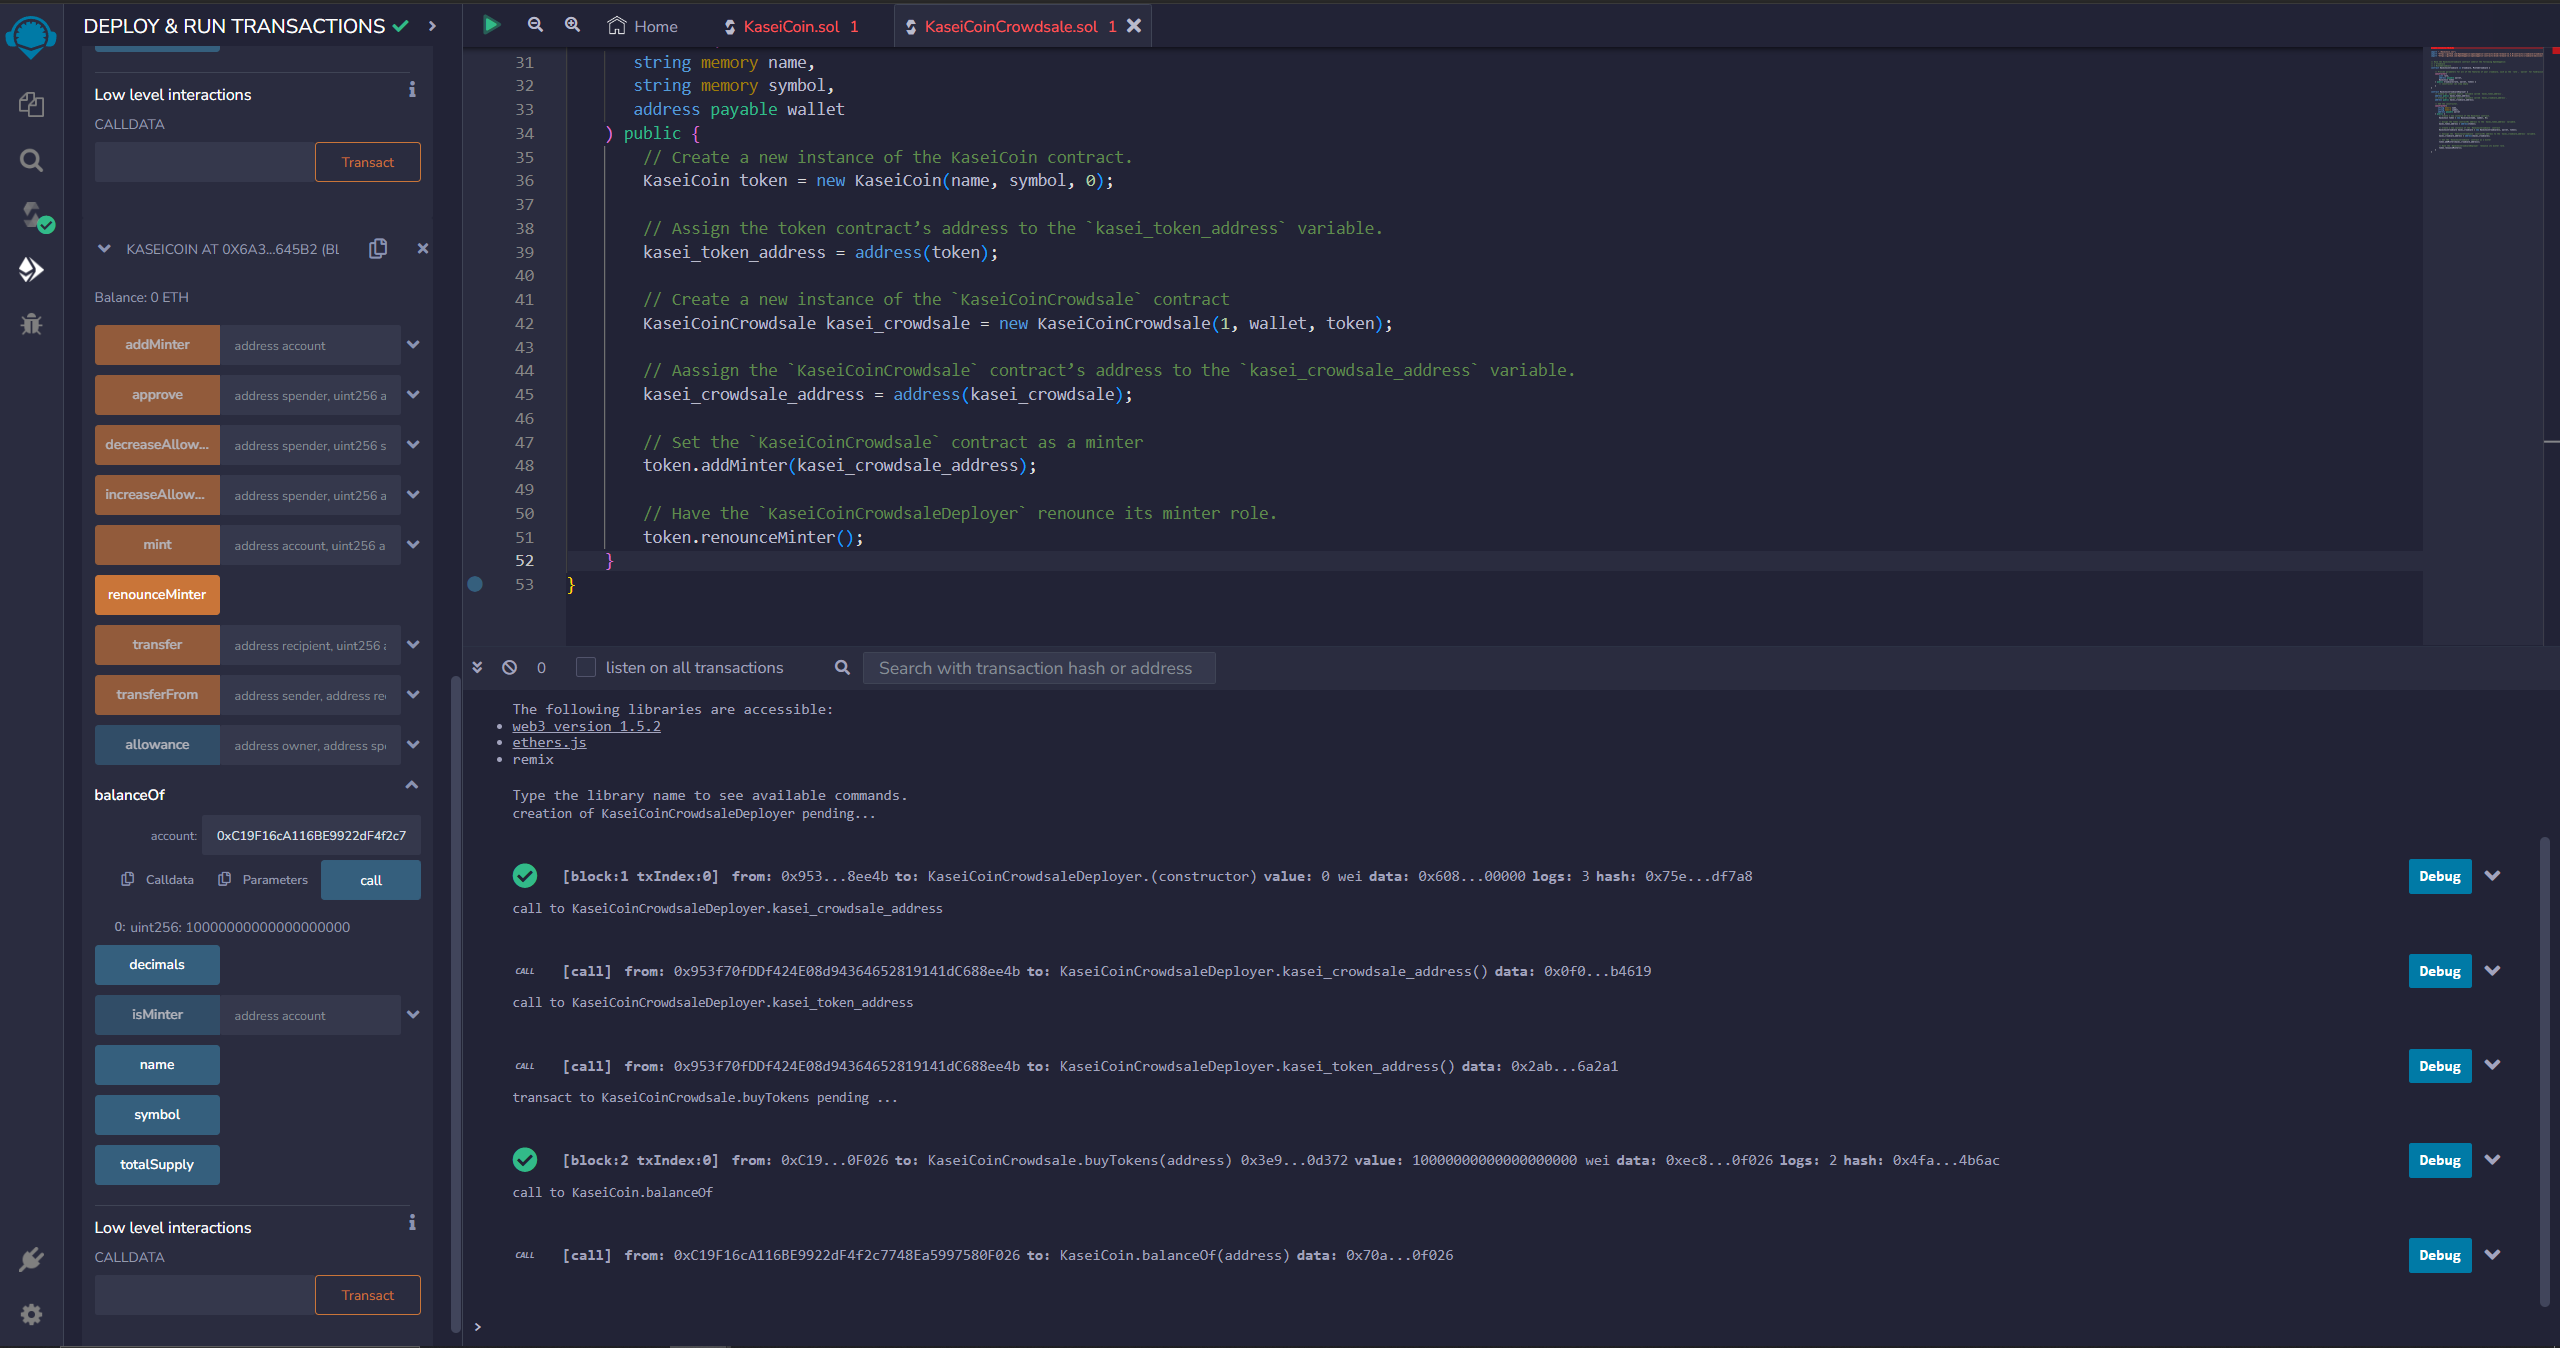 DEPLOY & RUN TRANSACTIONS
Low level interactions
CALLDATA
Transact
KASEICOIN AT 0X6A3...645B2 (BL
Balance: 0 ETH
addMinter address account
approve address spender, uint256 a
decreaseAllow... address spender, uint256 s
increaseAllow... address spender, uint256 a
mint address account, uint256 a
renounceMinter
transfer address recipient, uint256 a
transferFrom address sender, address re
allowance address owner, address sp
balanceOf
account: 0xC19F16cA116BE9922dF4f2c7
Calldata Parameters call
0: uint256: 10000000000000000000
decimals
isMinter address account
name
symbol
totalSupply
Low level interactions
CALLDATA
Transact
Home KaseiCoin.sol 1 KaseiCoinCrowdsale.sol 1
31 string memory name,
32 string memory symbol,
33 address payable wallet
34 ) public {
35 // Create a new instance of the KaseiCoin contract.
36 KaseiCoin token = new KaseiCoin(name, symbol, 0);
37
38 // Assign the token contract’s address to the `kasei_token_address` variable.
39 kasei_token_address = address(token);
40
41 // Create a new instance of the `KaseiCoinCrowdsale` contract
42 KaseiCoinCrowdsale kasei_crowdsale = new KaseiCoinCrowdsale(1, wallet, token);
43
44 // Aassign the `KaseiCoinCrowdsale` contract’s address to the `kasei_crowdsale_address` variable.
45 kasei_crowdsale_address = address(kasei_crowdsale);
46
47 // Set the `KaseiCoinCrowdsale` contract as a minter
48 token.addMinter(kasei_crowdsale_address);
49
50 // Have the `KaseiCoinCrowdsaleDeployer` renounce its minter role.
51 token.renounceMinter();
52 }
53 }
0 listen on all transactions Search with transaction hash or address
The following libraries are accessible:
• web3 version 1.5.2
• ethers.js
• remix
Type the library name to see available commands.
creation of KaseiCoinCrowdsaleDeployer pending...
[block:1 txIndex:0] from: 0x953...8ee4b to: KaseiCoinCrowdsaleDeployer.(constructor) value: 0 wei data: 0x608...00000 logs: 3 hash: 0x75e...df7a8 Debug
call to KaseiCoinCrowdsaleDeployer.kasei_crowdsale_address
CALL [call] from: 0x953f70fDDf424E08d94364652819141dC688ee4b to: KaseiCoinCrowdsaleDeployer.kasei_crowdsale_address() data: 0x0f0...b4619 Debug
call to KaseiCoinCrowdsaleDeployer.kasei_token_address
CALL [call] from: 0x953f70fDDf424E08d94364652819141dC688ee4b to: KaseiCoinCrowdsaleDeployer.kasei_token_address() data: 0x2ab...6a2a1 Debug
transact to KaseiCoinCrowdsale.buyTokens pending ...
[block:2 txIndex:0] from: 0xC19...0F026 to: KaseiCoinCrowdsale.buyTokens(address) 0x3e9...0d372 value: 10000000000000000000 wei data: 0xec8...0f026 logs: 2 hash: 0x4fa...4b6ac Debug
call to KaseiCoin.balanceOf
CALL [call] from: 0xC19F16cA116BE9922dF4f2c7748Ea5997580F026 to: KaseiCoin.balanceOf(address) data: 0x70a...0f026 Debug
>